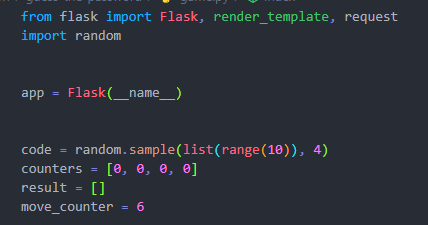 from flask import Flask, render_template, request
import random
app = Flask(__name__)
code = random.sample(list(range(10)), 4)
counters = [0, 0, 0, 0]
result = []
move_counter = 6